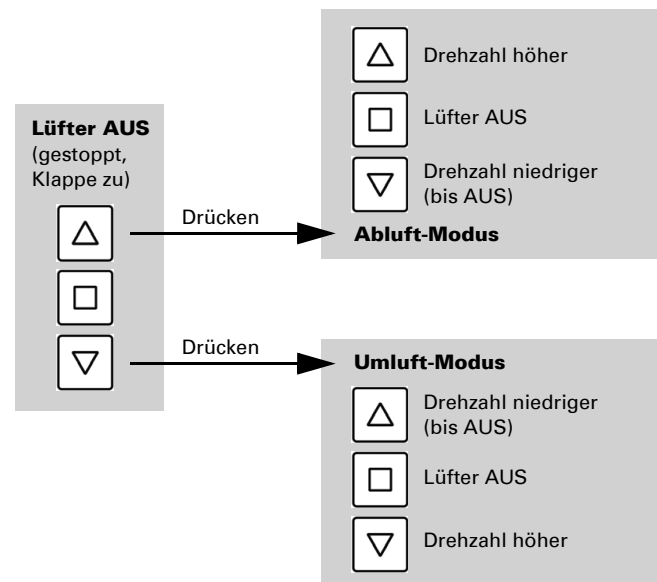 Lüfter AUS
(gestoppt,
Klappe zu)
Drücken
Drehzahl höher
Lüfter AUS
Drehzahl niedriger
(bis AUS)
Abluft-Modus
Drücken
Umluft-Modus
Drehzahl niedriger
(bis AUS)
Lüfter AUS
Drehzahl höher